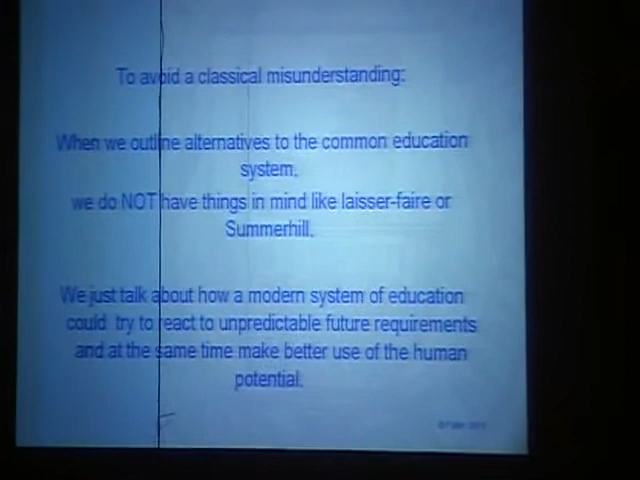 To avoid a classical misunderstanding:
When we outline alternatives to the common education
system,
we do NOT have things in mind like laisser-faire or
Summerhill.
We just talk about how a modern system of education
could try to react to unpredictable future requirements
and at the same time make better use of the human
potential.